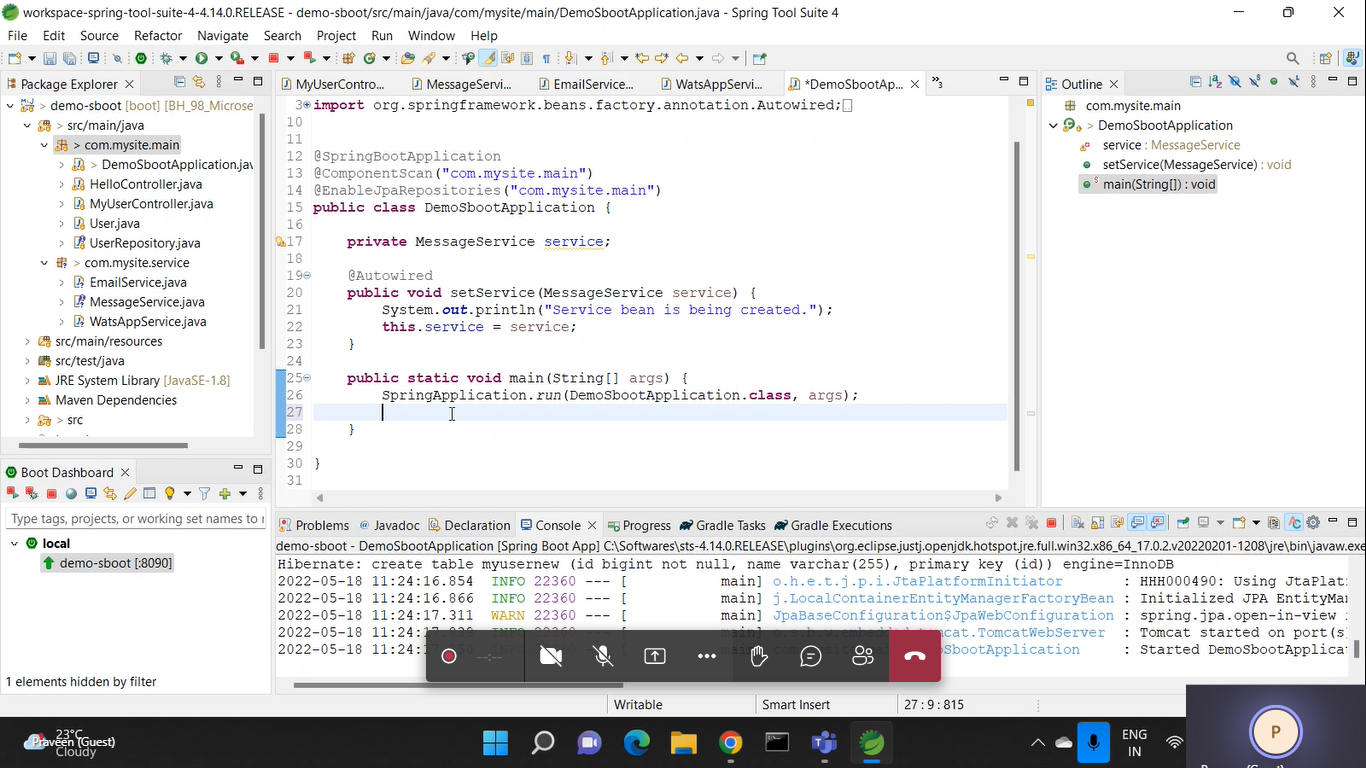 workspace-spring-tool-suite-4-4.14.0.RELEASE - demo-sboot/src/main/java/com/mysite/main/DemoSbootApplication.java - Spring Tool Suite 4
File Edit Source Refactor Navigate Search Project Run Window Help
Package Explorer
demo-sboot [boot] [BH_98_Microse
> src/main/java
> com.mysite.main
> DemoSbootApplication.jav
HelloController.java
MyUserController.java
User.java
UserRepository.java
> com.mysite.service
EmailService.java
MessageService.java
WatsAppService.java
src/main/resources
src/test/java
JRE System Library [JavaSE-1.8]
Maven Dependencies
> src
Boot Dashboard
Type tags, projects, or working set names to
local
demo-sboot [:8090]
1 elements hidden by filter
MyUserContro... MessageServi... EmailService... WatsAppServi... *DemoSbootAp... »3
3 import org.springframework.beans.factory.annotation.Autowired;
10
11
12 @SpringBootApplication
13 @ComponentScan("com.mysite.main")
14 @EnableJpaRepositories("com.mysite.main")
15 public class DemoSbootApplication {
16
17 private MessageService service;
18
19 @Autowired
20 public void setService(MessageService service) {
21 System.out.println("Service bean is being created.");
22 this.service = service;
23 }
24
25 public static void main(String[] args) {
26 SpringApplication.run(DemoSbootApplication.class, args);
27
28 }
29
30 }
31
Outline
com.mysite.main
> DemoSbootApplication
service : MessageService
setService(MessageService) : void
main(String[]) : void
Problems @ Javadoc Declaration Console Progress Gradle Tasks Gradle Executions
demo-sboot - DemoSbootApplication [Spring Boot App] C:\Softwares\sts-4.14.0.RELEASE\plugins\org.eclipse.justj.openjdk.hotspot.jre.full.win32.x86_64_17.0.2.v20220201-1208\jre\bin\javaw.exe
Hibernate: create table myusernew (id bigint not null, name varchar(255), primary key (id)) engine=InnoDB
2022-05-18 11:24:16.854 INFO 22360 --- [ main] o.h.e.t.j.p.i.JtaPlatformInitiator : HHH000490: Using JtaPlat
2022-05-18 11:24:16.866 INFO 22360 --- [ main] j.LocalContainerEntityManagerFactoryBean : Initialized JPA EntityMa
2022-05-18 11:24:17.311 WARN 22360 --- [ main] JpaBaseConfiguration$JpaWebConfiguration : spring.jpa.open-in-view
2022-05-18 11:24:17 main] TomcatWebServer : Tomcat started on port(s
2022-05-18 11:24:1 SbootApplication : Started DemoSbootApplica
Writable Smart Insert 27 : 9 : 815
23°C
Cloudy
Praveen (Guest)
ENG
IN
P